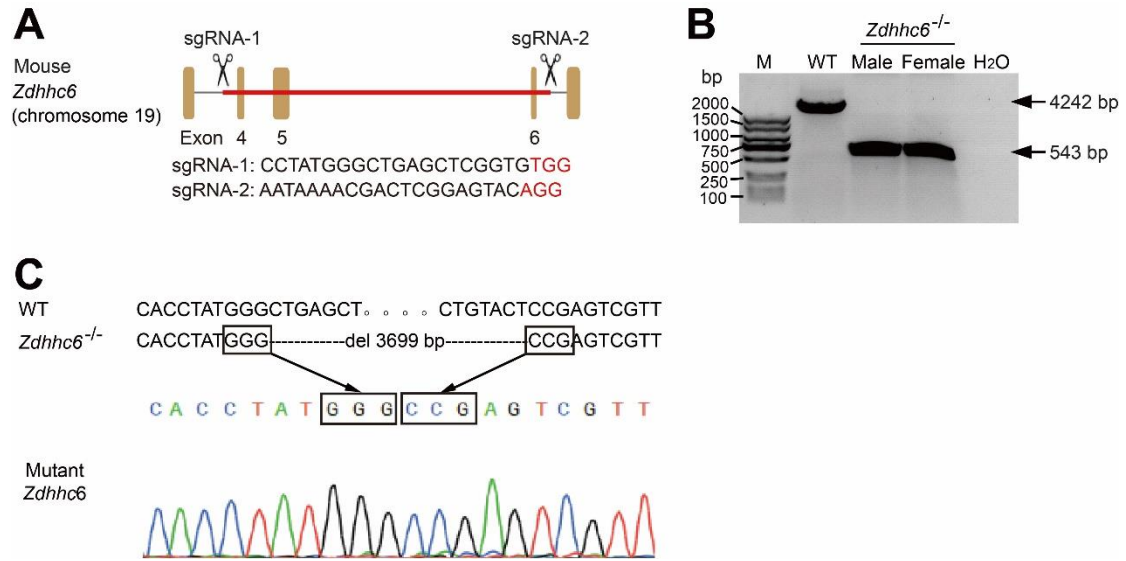 A
sgRNA-1 sgRNA-2
Mouse
Zdhhc6
(chromosome 19)
Exon 4 5 6
sgRNA-1: CCTATGGGCTGAGCTCGGTGTGG
sgRNA-2: AATAAAACGACTCGGAGTACAGG
B
Zdhhc6-/-
bp M WT Male Female H2O
2000
1500
1000
750
500
250
100
4242 bp
543 bp
C
WT CACCTATGGGCTGAGCT。。。。CTGTACTCCGAGTCGTT
Zdhhc6-/- CACCTATGGG------------del 3699 bp------------CCGAGTCGTT
C A C C T A T G G G C C G A G T C G T T
Mutant
Zdhhc6